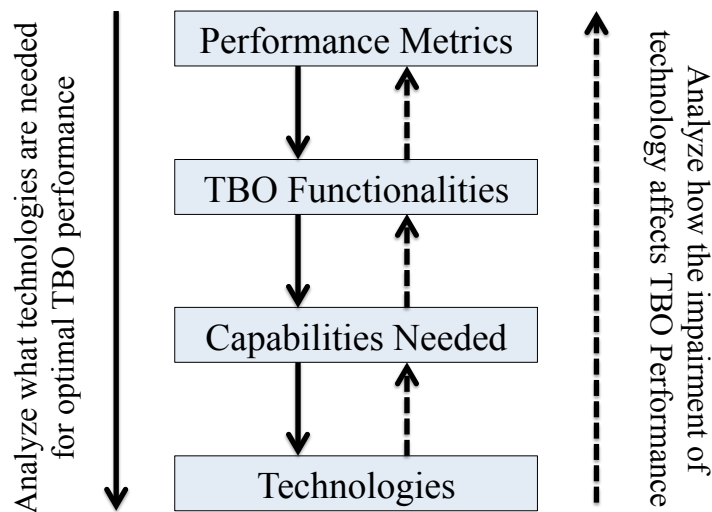 Analyze what technologies are needed
for optimal TBO performance
Performance Metrics
TBO Functionalities
Capabilities Needed
Technologies
Analyze how the impairment of
technology affects TBO Performance